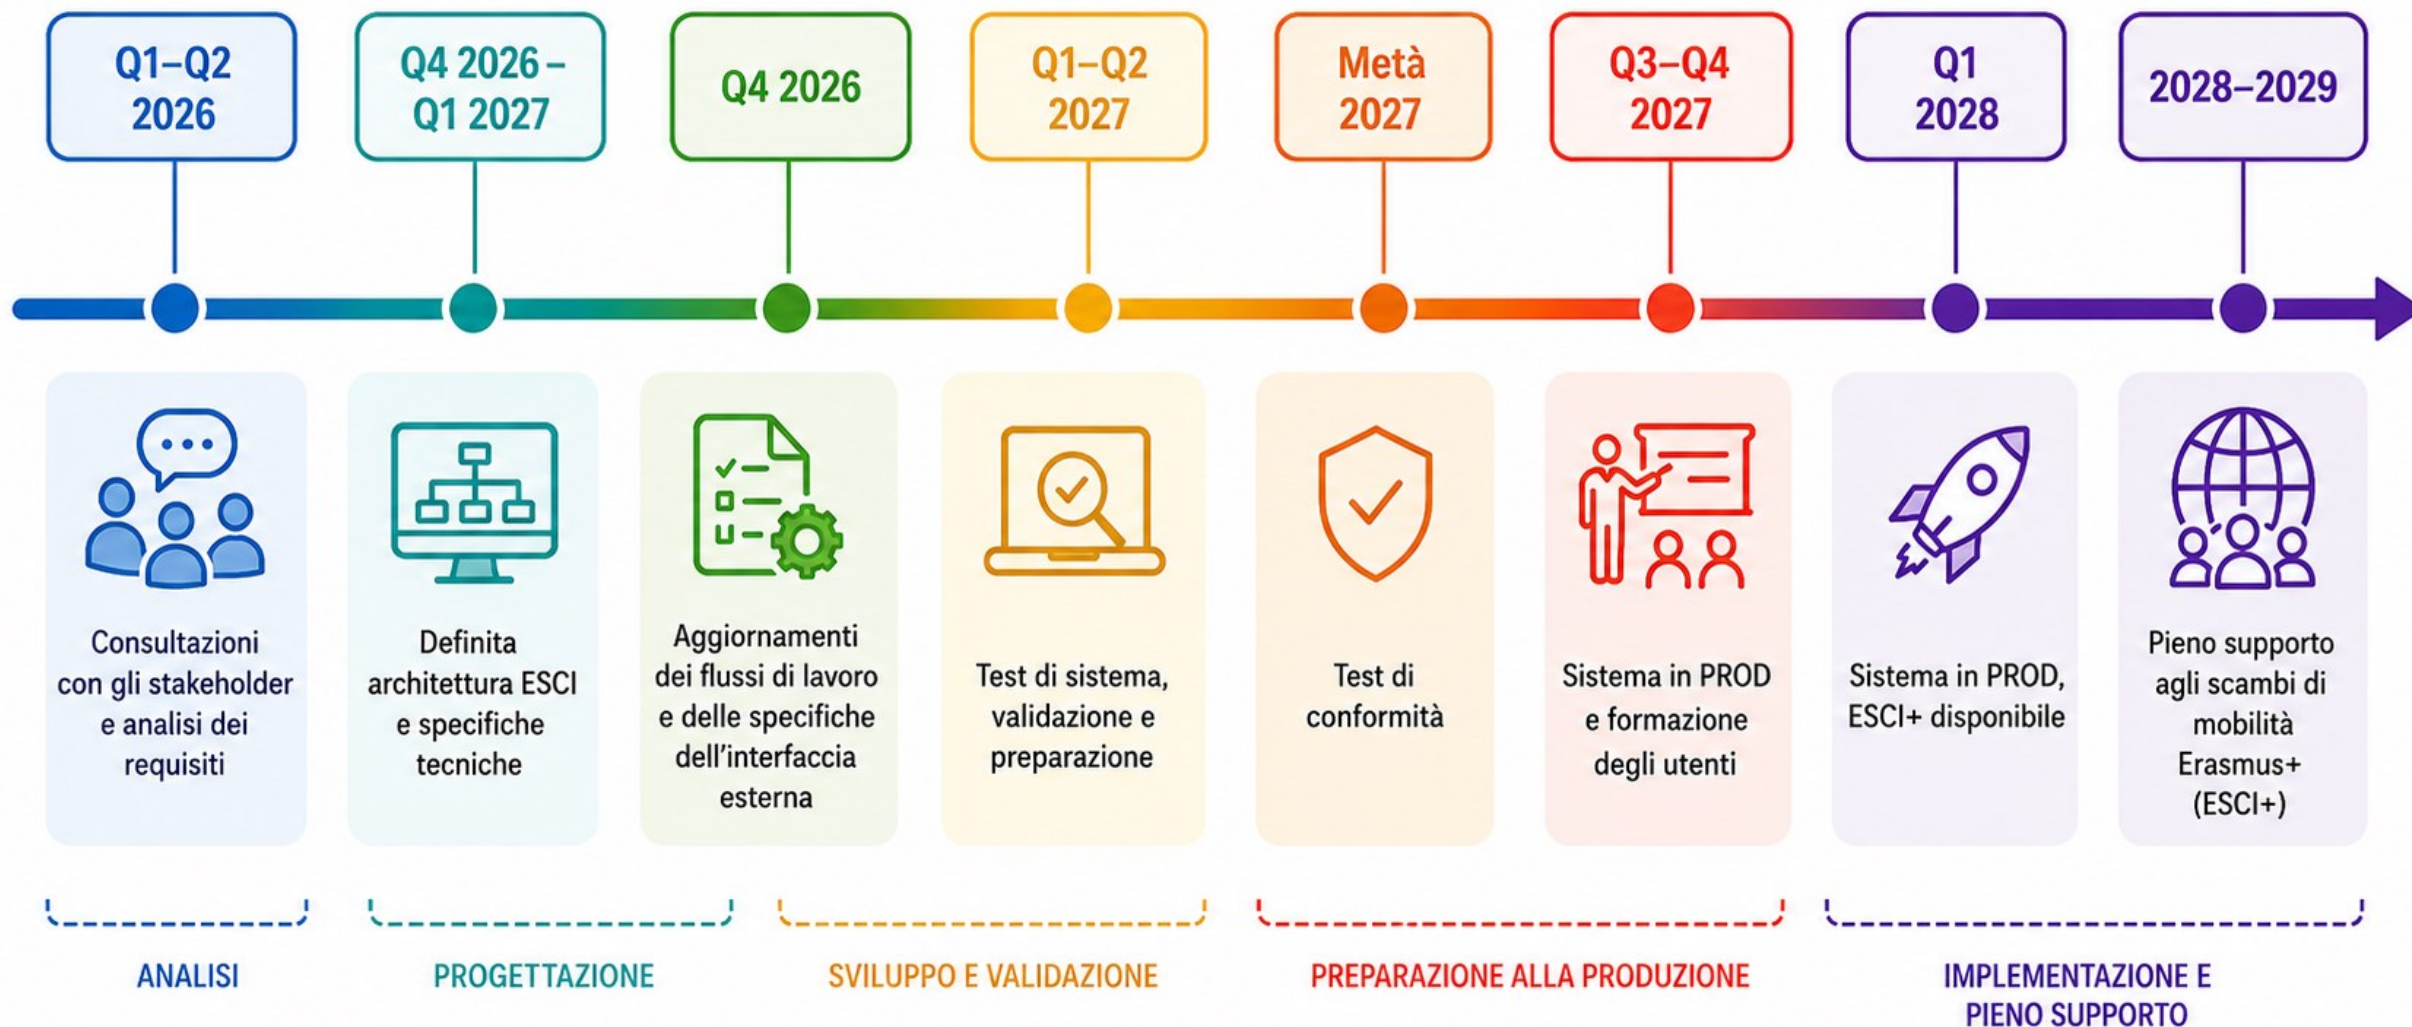 Q1–Q2
2026
Q4 2026 –
Q1 2027
Q4 2026
Q1–Q2
2027
Metà
2027
Q3–Q4
2027
Q1
2028
2028–2029
Consultazioni
con gli stakeholder
e analisi dei
requisiti
Definita
architettura ESCI
e specifiche
tecniche
Aggiornamenti
dei flussi di lavoro
e delle specifiche
dell'interfaccia
esterna
Test di sistema,
validazione e
preparazione
Test di
conformità
Sistema in PROD
e formazione
degli utenti
Sistema in PROD,
ESCI+ disponibile
Pieno supporto
agli scambi di
mobilità
Erasmus+
(ESCI+)
ANALISI
PROGETTAZIONE
SVILUPPO E VALIDAZIONE
PREPARAZIONE ALLA PRODUZIONE
IMPLEMENTAZIONE E
PIENO SUPPORTO